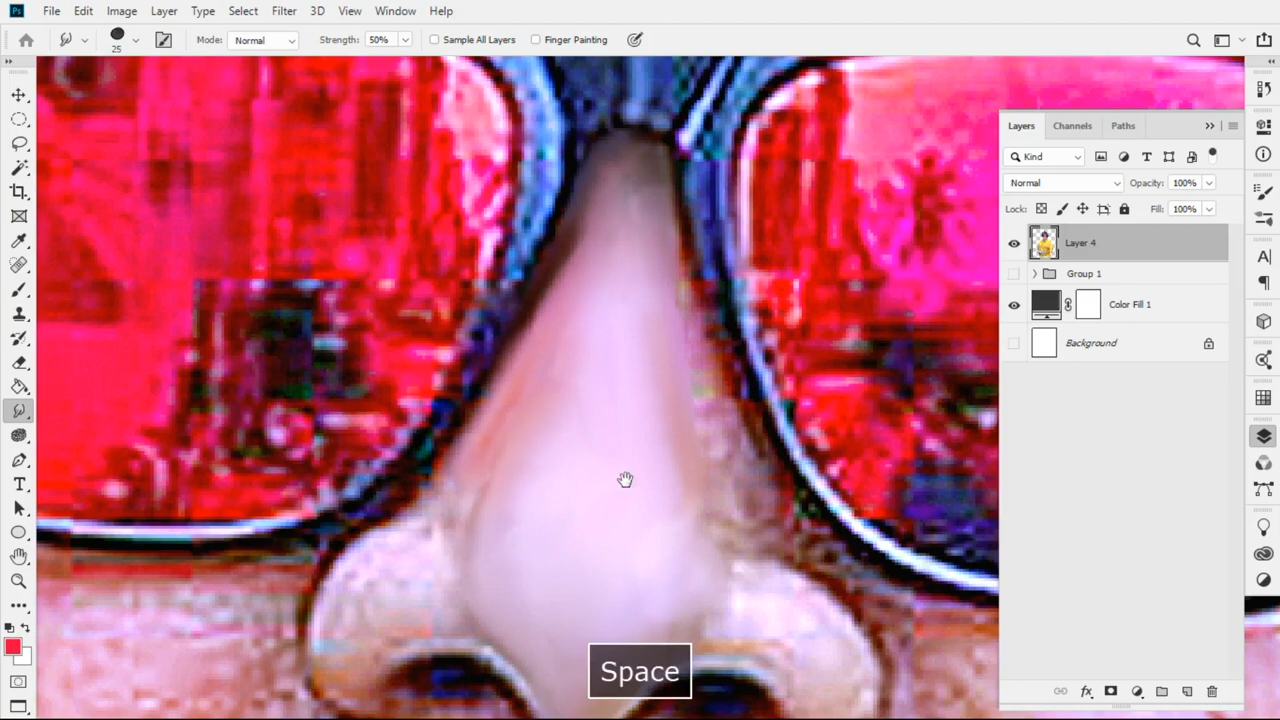 Ps File Edit Image Layer Type Select Filter 3D View Window Help
25 Mode: Normal Strength: 50% Sample All Layers Finger Painting
Layers Channels Paths
Kind
Normal Opacity: 100%
Lock: Fill: 100%
Layer 4
Group 1
Color Fill 1
Background
fx
Space